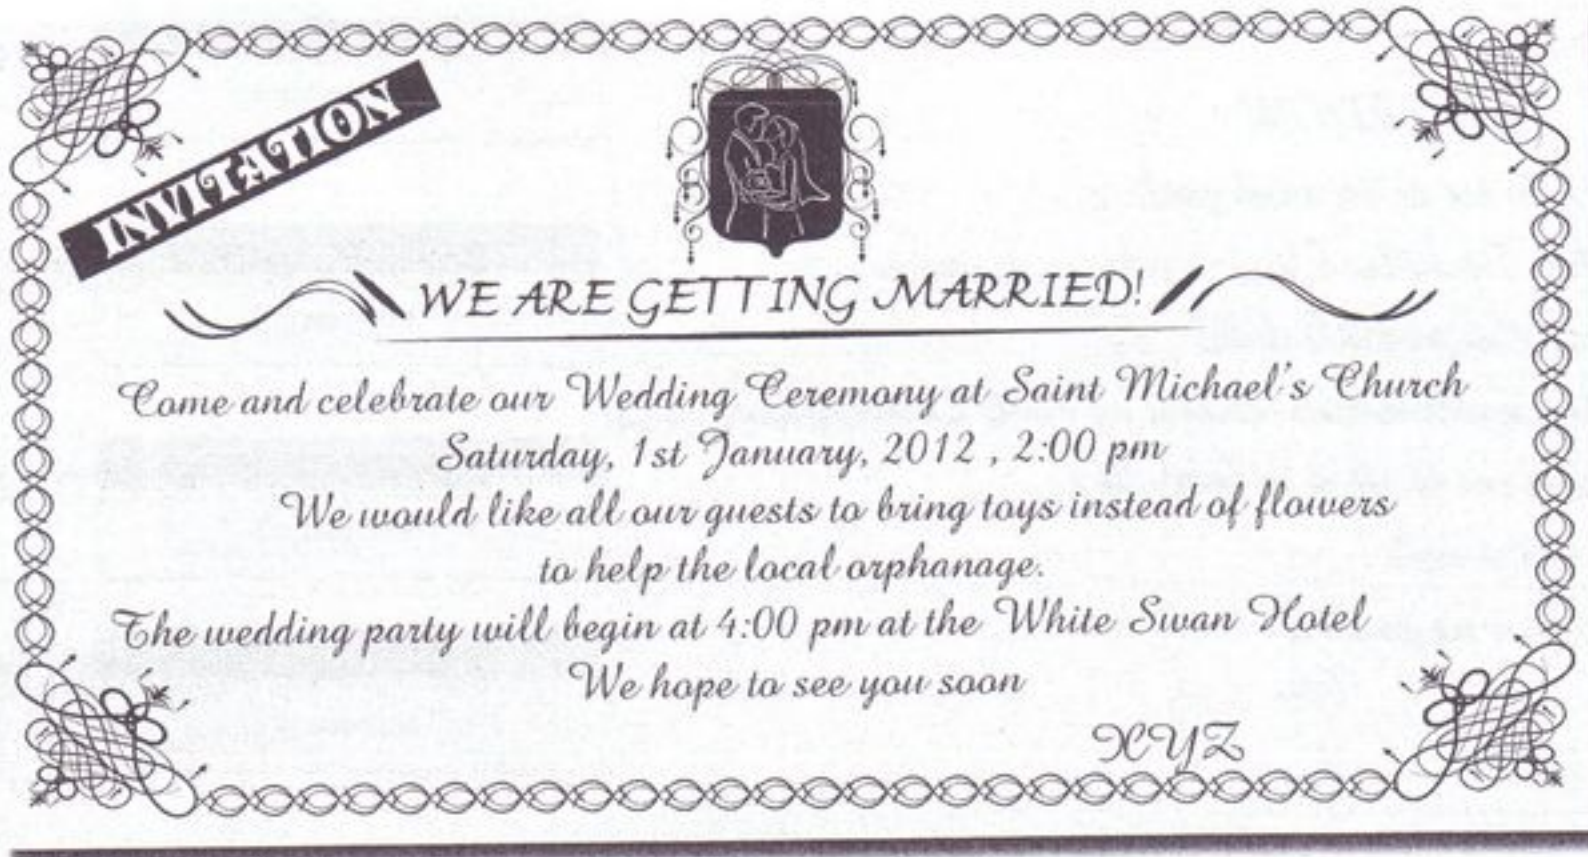 INVITATION
WE ARE GETTING MARRIED!
Come and celebrate our Wedding Ceremony at Saint Michael's Church
Saturday, 1st January, 2012 , 2:00 pm
We would like all our guests to bring toys instead of flowers
to help the local orphanage.
The wedding party will begin at 4:00 pm at the White Swan Hotel
We hope to see you soon
XYZ